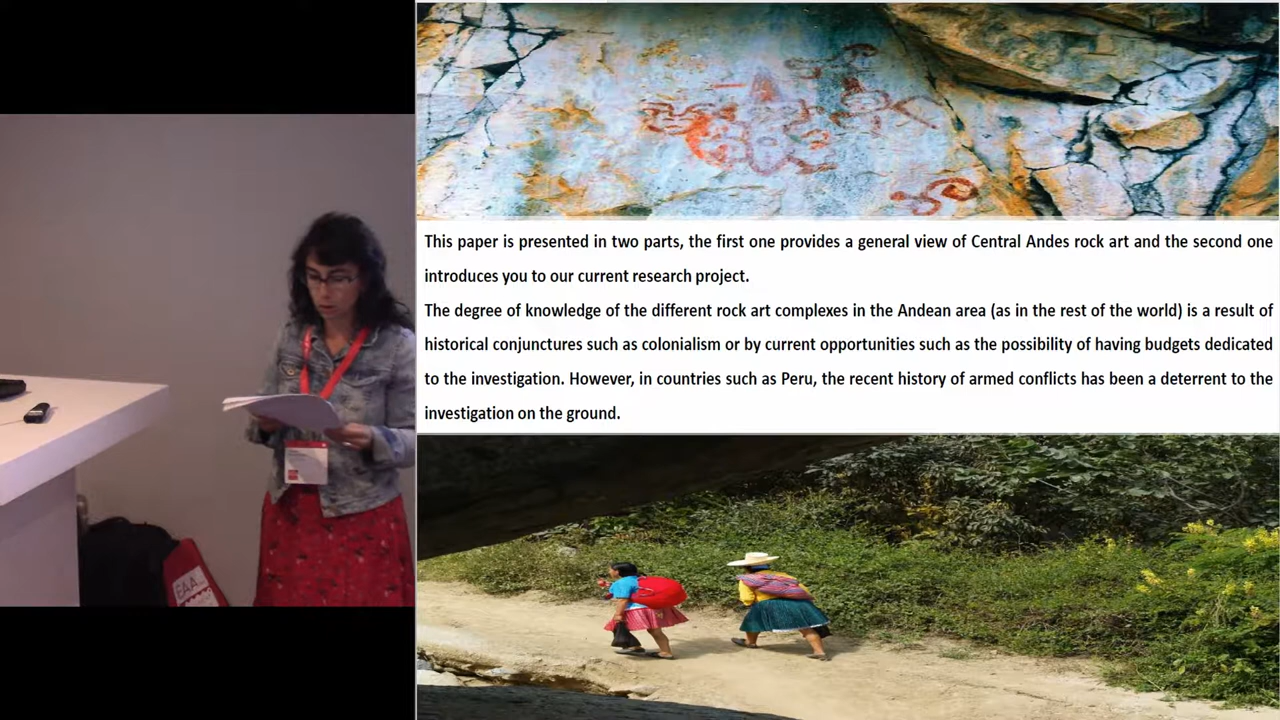 This paper is presented in two parts, the first one provides a general view of Central Andes rock art and the second one
introduces you to our current research project.
The degree of knowledge of the different rock art complexes in the Andean area (as in the rest of the world) is a result of
historical conjunctures such as colonialism or by current opportunities such as the possibility of having budgets dedicated
to the investigation. However, in countries such as Peru, the recent history of armed conflicts has been a deterrent to the
investigation on the ground.
EAA